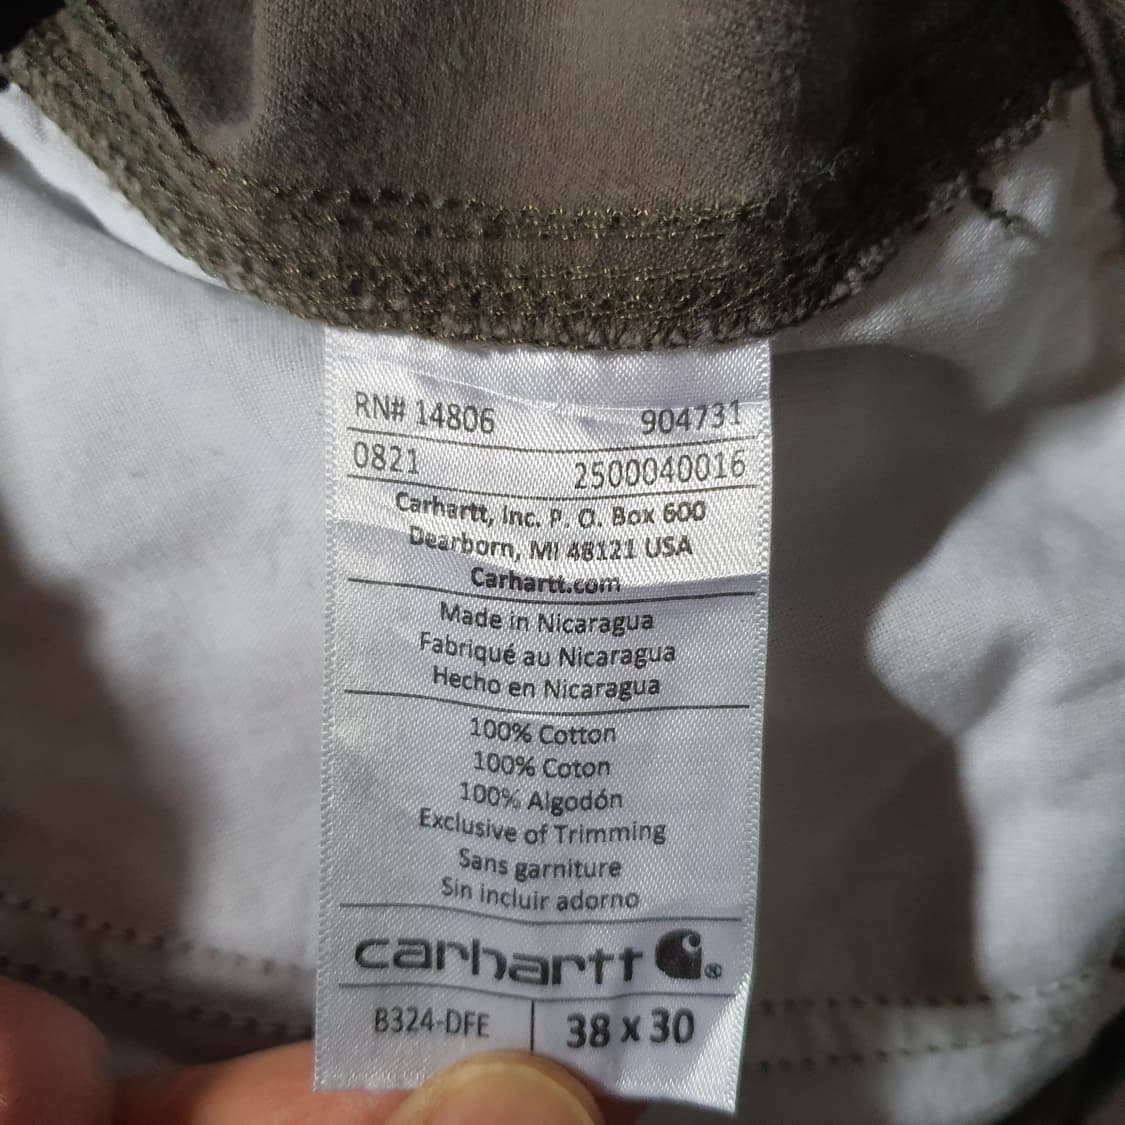 RN# 14806 904731
0821 2500040016
Carhartt, Inc. P. O. Box 600
Dearborn, MI 48121 USA
Carhartt.com
Made in Nicaragua
Fabriqué au Nicaragua
Hecho en Nicaragua
100% Cotton
100% Coton
100% Algodón
Exclusive of Trimming
Sans garniture
Sin incluir adorno
carhartt ®
B324-DFE 38 x 30